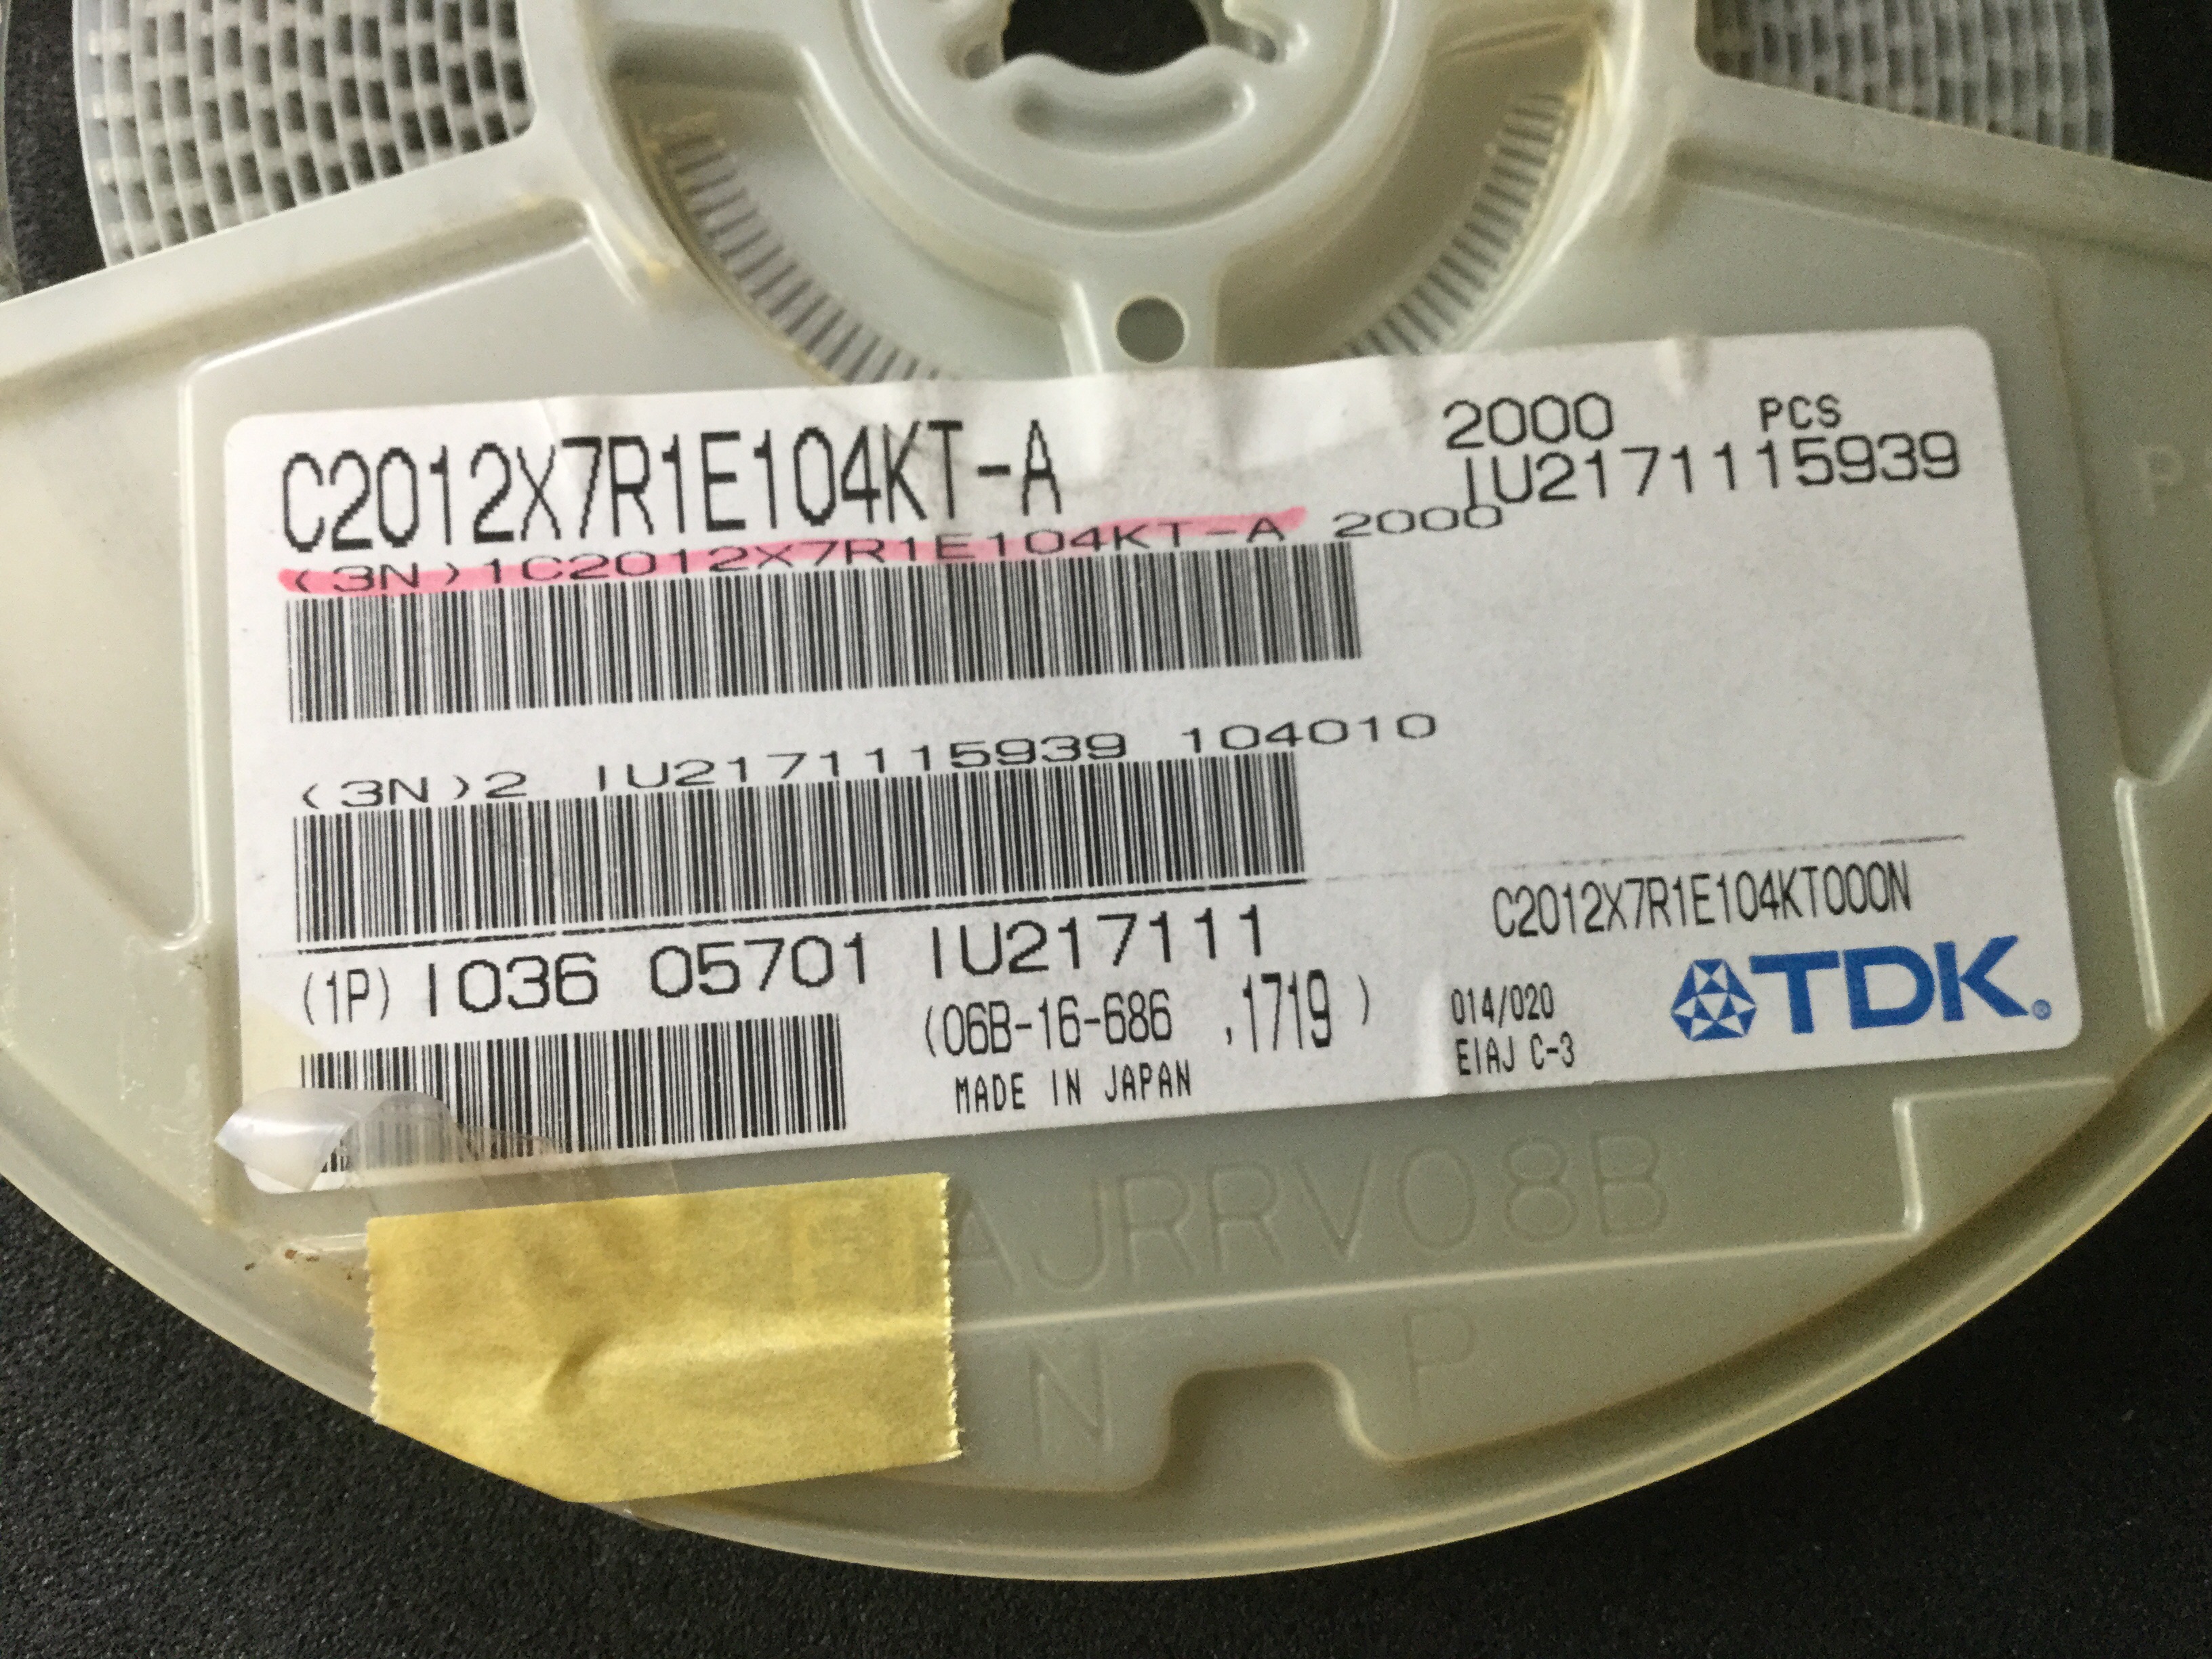 C2012X7R1E104KT-A
2000 PCS
IU2171115939
(3N)1C2012X7R1E104KT-A 2000
(3N)2 IU2171115939 104010
(1P) I036 05701 IU217111
C2012X7R1E104KT000N
(06B-16-686 ,1719 )
MADE IN JAPAN
014/020
EIAJ C-3
TDK
AJRRV08B
N P
P